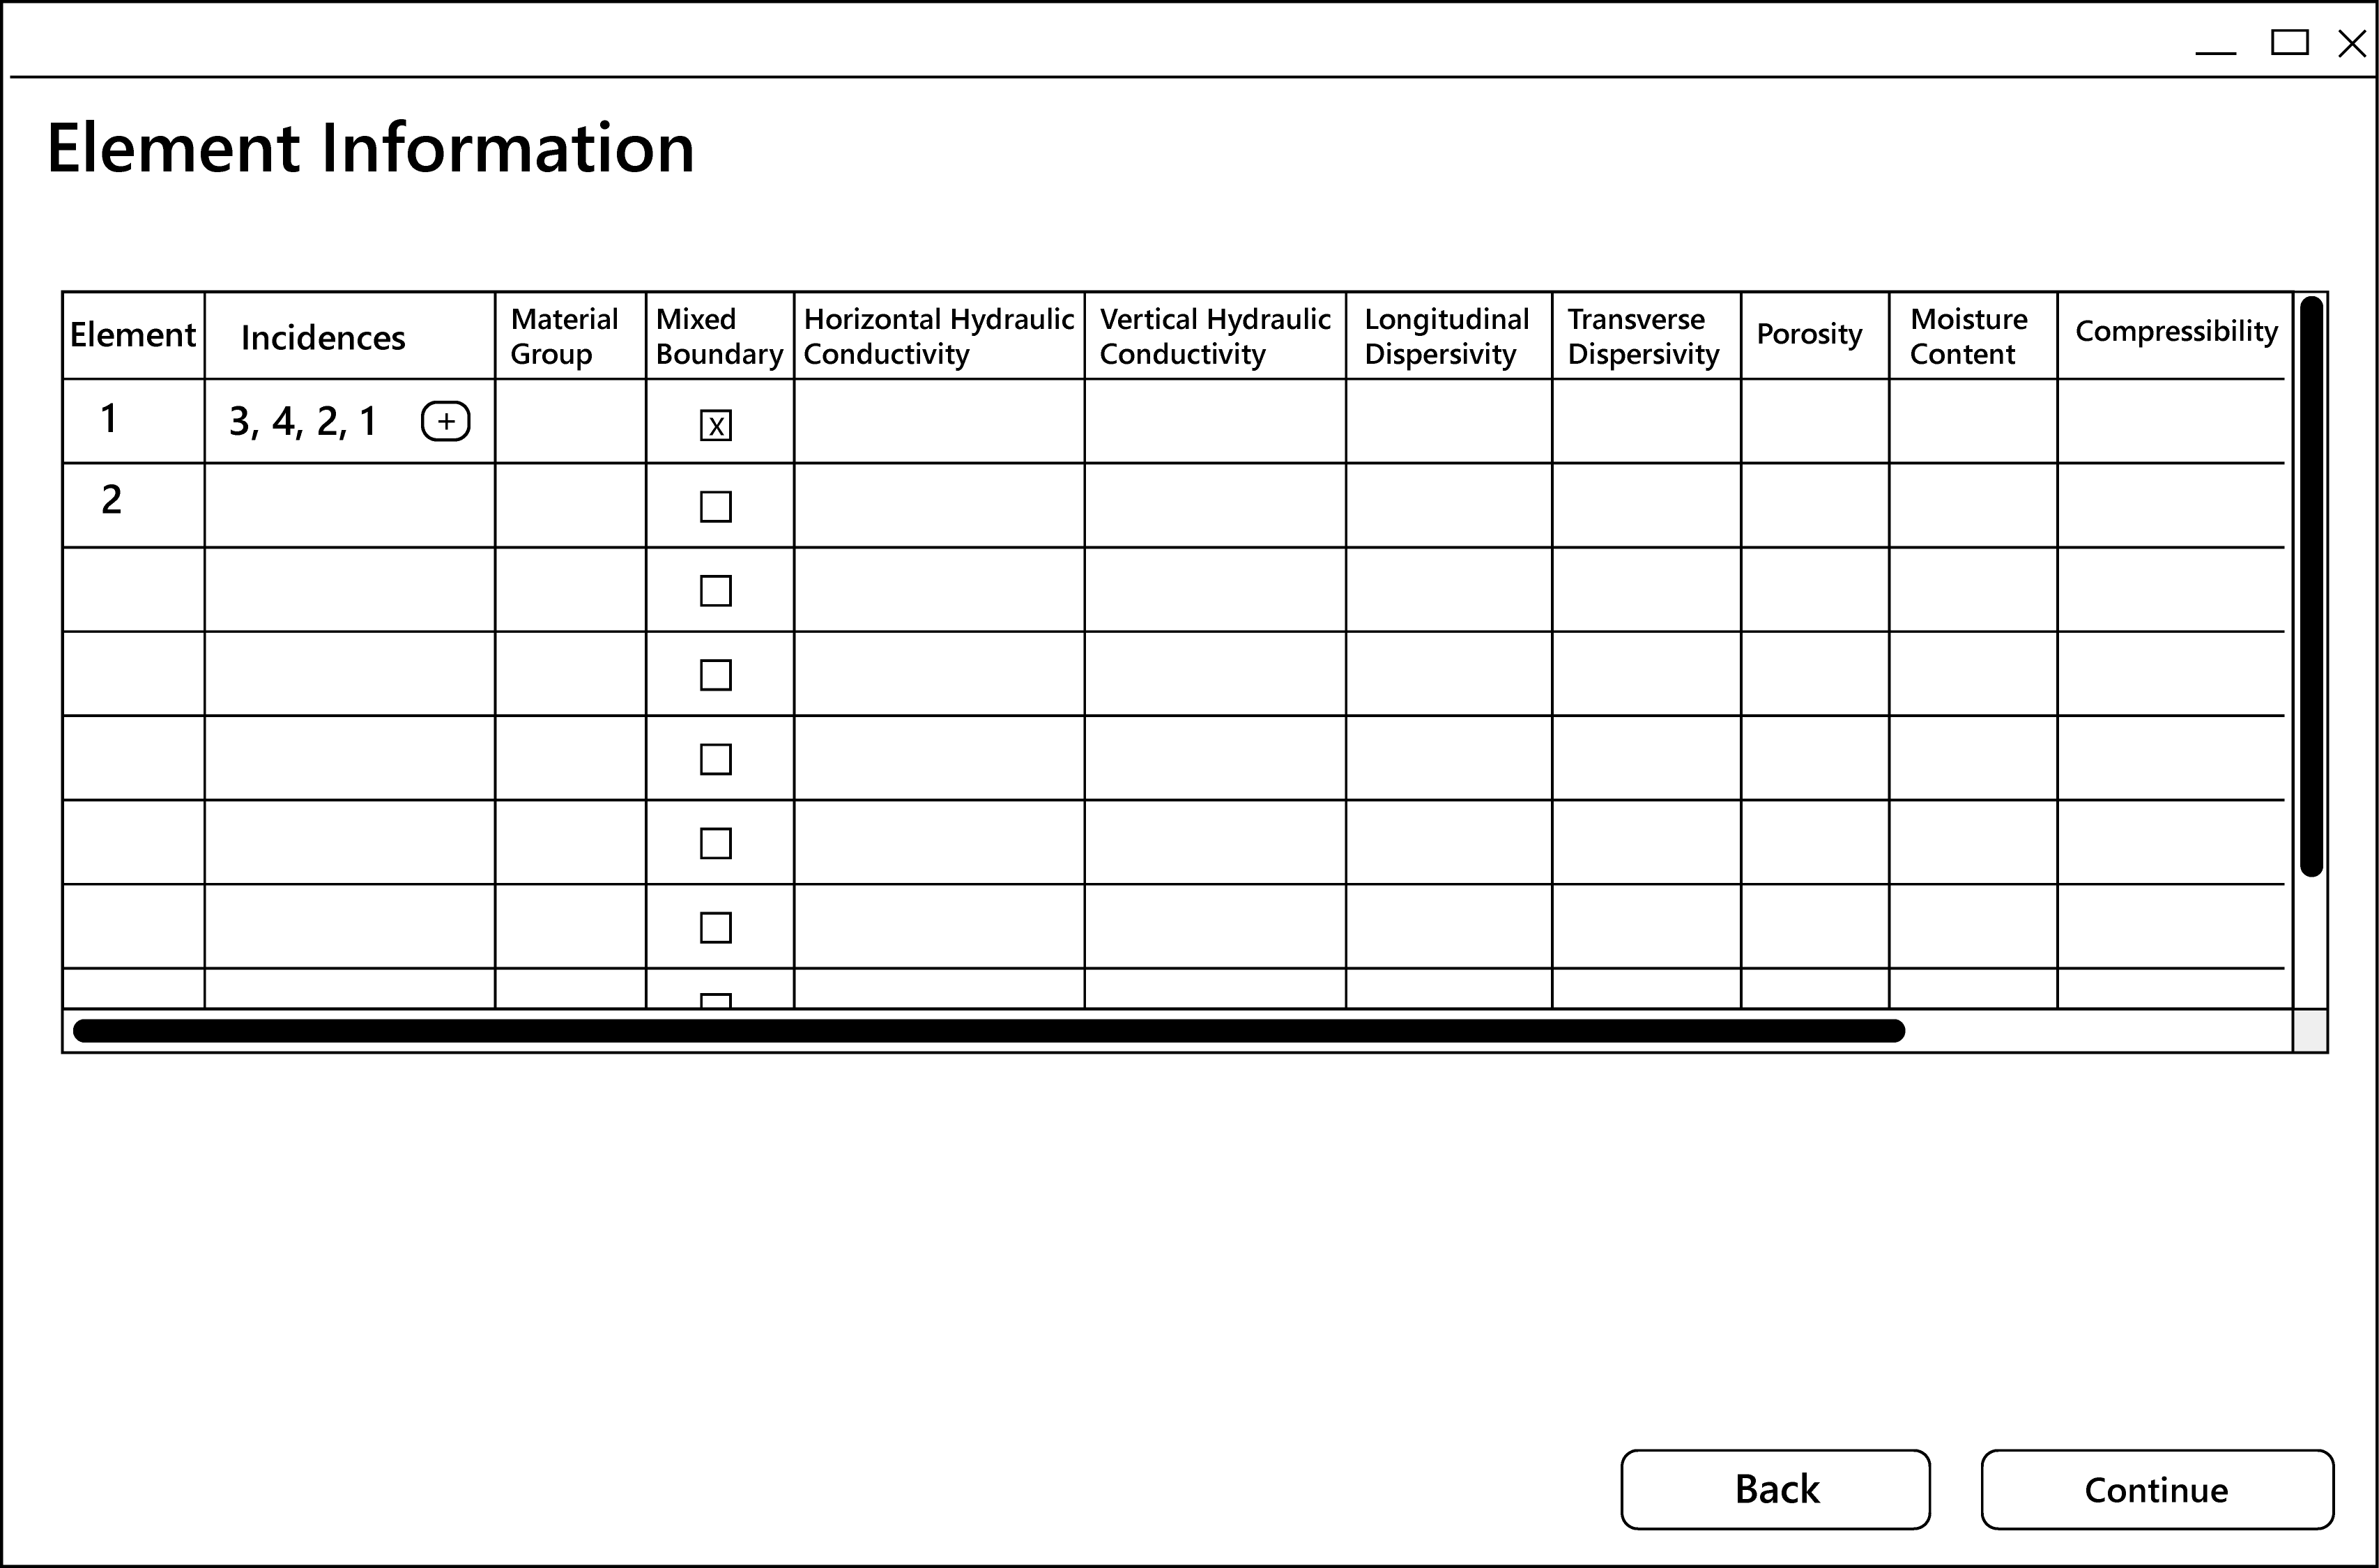 Element Information
Element
Incidences
Material
Group
Mixed
Boundary
Horizontal Hydraulic
Conductivity
Vertical Hydraulic
Conductivity
Longitudinal
Dispersivity
Transverse
Dispersivity
Porosity
Moisture
Content
Compressibility
1
3, 4, 2, 1
+
X
2
Back
Continue